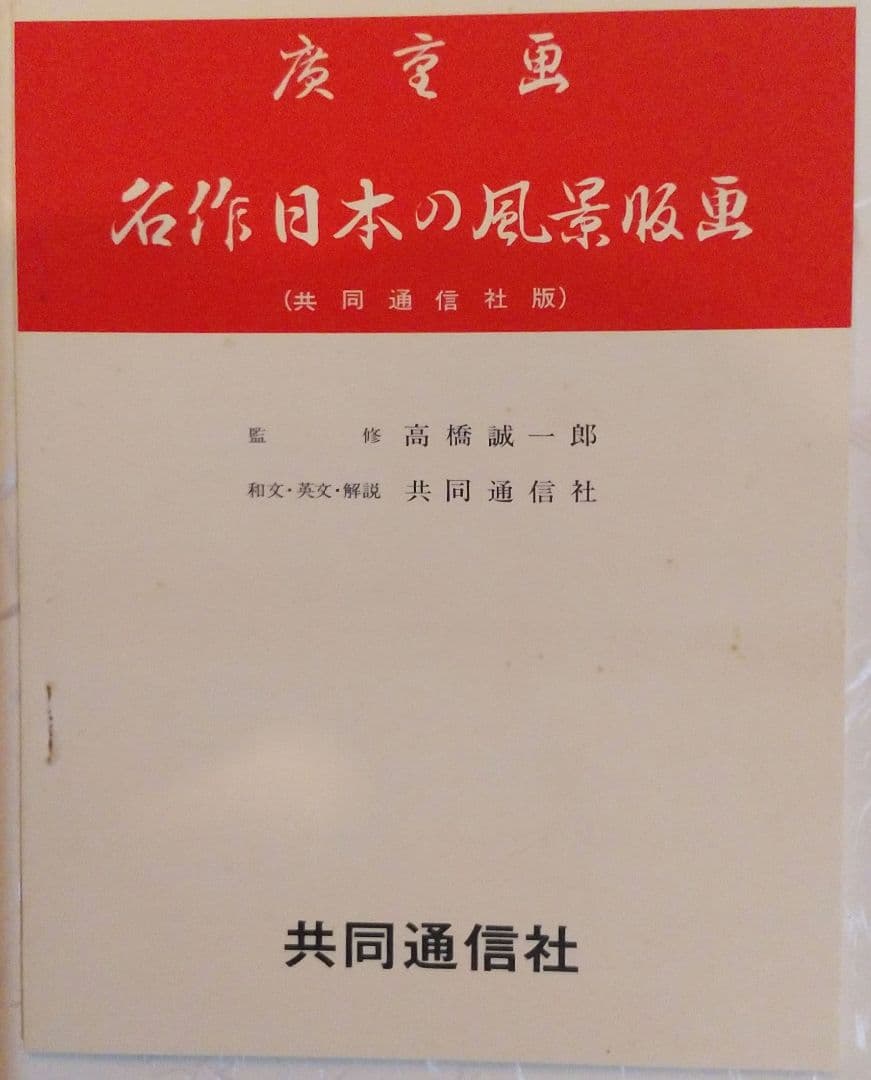 廣重画
名作日本の風景版画
(共同通信社版)
監修 高橋誠一郎
和文・英文・解説 共同通信社
共同通信社